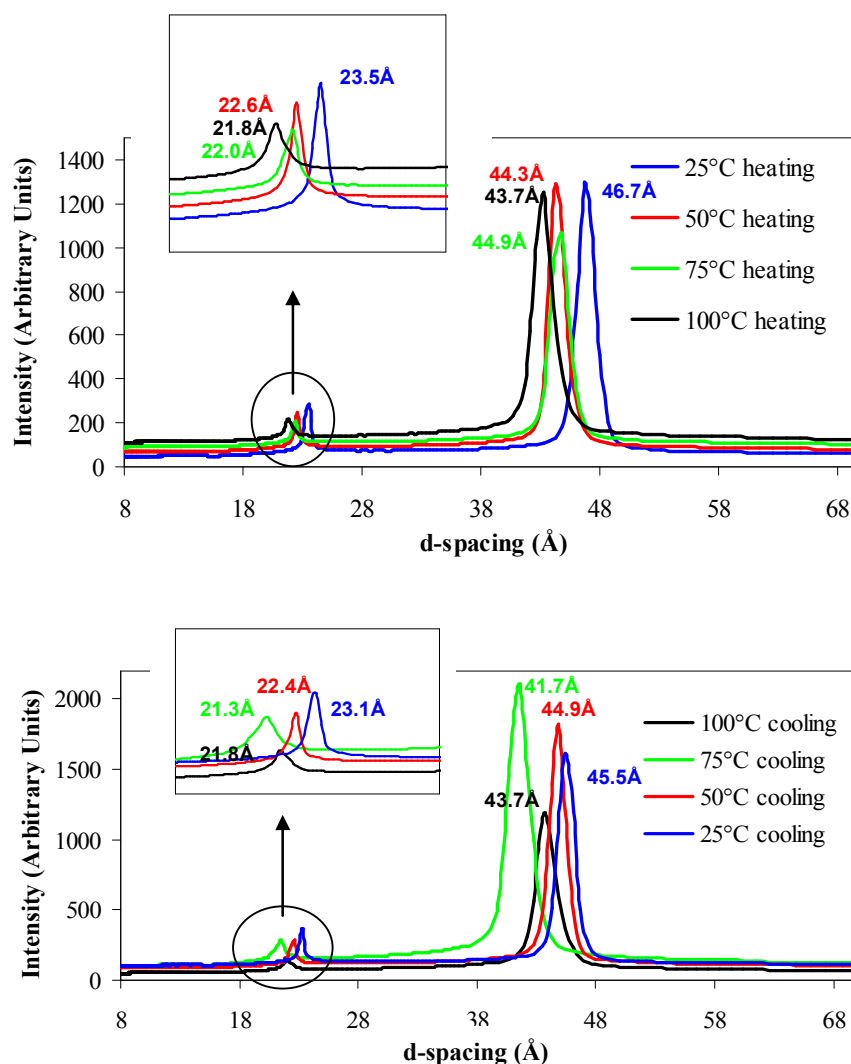 23.5Å
22.6Å
21.8Å
22.0Å
Intensity (Arbitrary Units)
1400
1200
1000
800
600
400
200
0
44.3Å
43.7Å
46.7Å
44.9Å
25°C heating
50°C heating
75°C heating
100°C heating
8 18 28 38 48 58 68
d-spacing (Å)
22.4Å
21.3Å
23.1Å
21.8Å
Intensity (Arbitrary Units)
2000
1500
1000
500
0
41.7Å
44.9Å
45.5Å
43.7Å
100°C cooling
75°C cooling
50°C cooling
25°C cooling
8 18 28 38 48 58 68
d-spacing (Å)